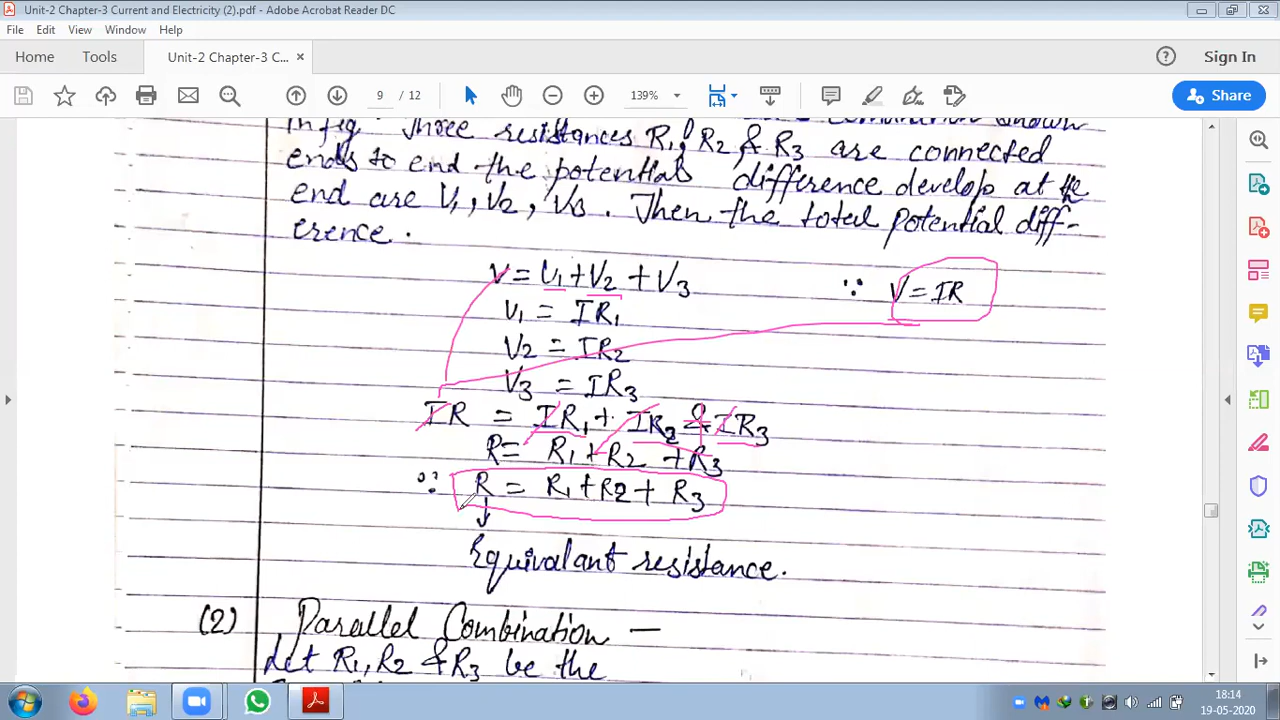 Unit-2 Chapter-3 Current and Electricity (2).pdf - Adobe Acrobat Reader DC
File Edit View Window Help
Home Tools Unit-2 Chapter-3 C... × Sign In
9 / 12 139% Share
In fig. Three resistances R1, R2, & R3 are connected
ends to end the potentials difference develop at the
end are V1, V2, V3. Then the total potential diff-
erence.
V = V1 + V2 + V3 ∵ V = IR
V1 = IR1
V2 = IR2
V3 = IR3
IR = IR1 + IR2 & IR3
R = R1 + R2 + R3
∵ R = R1 + R2 + R3
↓
Equivalant resistance.
(2) Parallel Combination —
Let R1, R2 & R3 be the
18:14
19-05-2020